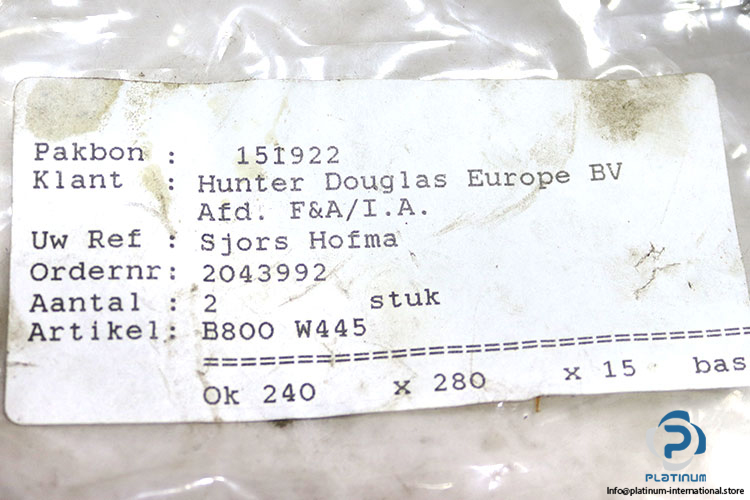 Pakbon : 151922
Klant : Hunter Douglas Europe BV
Afd. F&A/I.A.
Uw Ref : Sjors Hofma
Ordernr: 2043992
Aantal : 2 stuk
Artikel: B800 W445
================================
Ok 240 x 280 x 15 bas
PLATINUM
Info@platinum-international.store